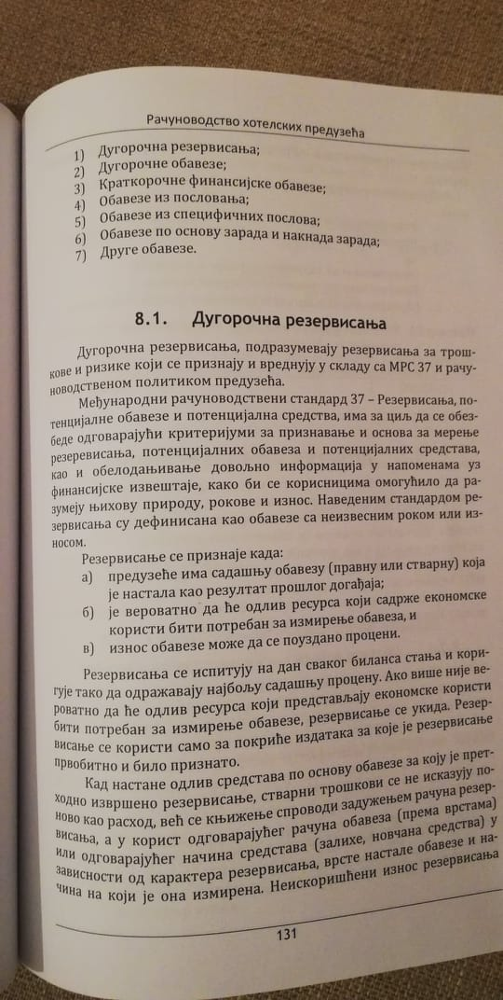 Рачуноводство хотелских предузећа
1) Дугорочна резервисања;
2) Дугорочне обавезе;
3) Краткорочне финансијске обавезе;
4) Обавезе из пословања;
5) Обавезе из специфичних послова;
6) Обавезе по основу зарада и накнада зарада;
7) Друге обавезе.
8.1. Дугорочна резервисања
Дугорочна резервисања, подразумевају резервисања за трош-
кове и ризике који се признају и вреднују у складу са МРС 37 и рачу-
новодственом политиком предузећа.
Међународни рачуноводствени стандард 37 – Резервисања, по-
тенцијалне обавезе и потенцијална средства, има за циљ да се обез-
беде одговарајући критеријуми за признавање и основа за мерење
резеревисања, потенцијалних обавеза и потенцијалних средства,
као и обелодањивање довољно информација у напоменама уз
финансијске извештаје, како би се корисницима омогућило да ра-
зумеју њихову природу, рокове и износ. Наведеним стандардом ре-
зервисања су дефинисана као обавезе са неизвесним роком или из-
носом.
Резервисање се признаје када:
а) предузеће има садашњу обавезу (правну или стварну) која
је настала као резултат прошлог догађаја;
б) је вероватно да ће одлив ресурса који садрже економске
користи бити потребан за измирење обавеза, и
в) износ обавезе може да се поуздано процени.
Резервисања се испитују на дан сваког биланса стања и кори-
гује тако да одражавају најбољу садашњу процену. Ако више није ве-
роватно да ће одлив ресурса који представљају економске користи
бити потребан за измирење обавезе, резервисање се укида. Резер-
висање се користи само за покриће издатака за које је резервисање
првобитно и било признато.
Кад настане одлив средстава по основу обавезе за коју је прет-
ходно извршено резервисање, стварни трошкови се не исказују по-
ново као расход, већ се књижење спроводи задужењем рачуна резер-
висања, а у корист одговарајућег рачуна обавеза (према врстама)
или одговарајућег начина средстава (залихе, новчана средства) у
зависности од карактера резервисања, врсте настале обавезе и на-
чина на који је она измирена. Неискоришћени износ резервисања
131